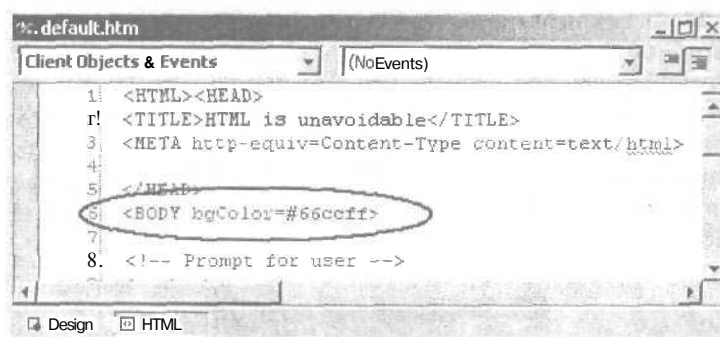 default.htm
Client Objects & Events (NoEvents)
1 <HTML><HEAD>
r! <TITLE>HTML is unavoidable</TITLE>
3 <META http-equiv=Content-Type content=text/html>
4
5 </HEAD>
6 <BODY bgColor=#66ccff>
7
8. <!-- Prompt for user -->
Design HTML